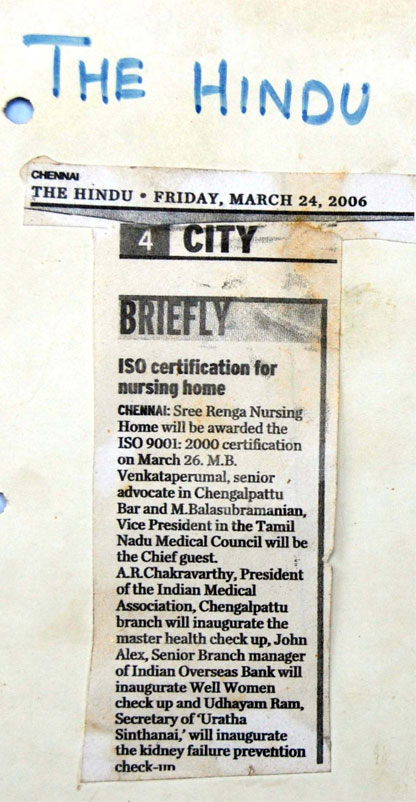 THE HINDU
CHENNAI
THE HINDU • FRIDAY, MARCH 24, 2006
4 CITY
BRIEFLY
ISO certification for
nursing home
CHENNAI: Sree Renga Nursing
Home will be awarded the
ISO 9001: 2000 certification
on March 26. M.B.
Venkataperumal, senior
advocate in Chengalpattu
Bar and M.Balasubramanian,
Vice President in the Tamil
Nadu Medical Council will be
the Chief guest.
A.R.Chakravarthy, President
of the Indian Medical
Association, Chengalpattu
branch will inaugurate the
master health check up, John
Alex, Senior Branch manager
of Indian Overseas Bank will
inaugurate Well Women
check up and Udhayam Ram,
Secretary of ‘Uratha
Sinthanai,’ will inaugurate
the kidney failure prevention
check-up